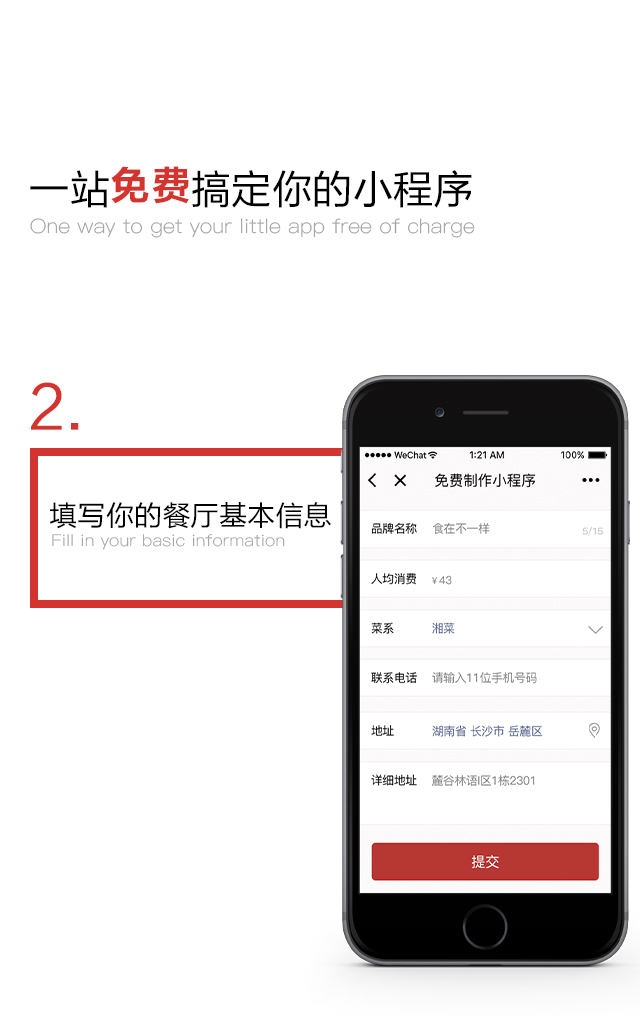 一站免费搞定你的小程序
One way to get your little app free of charge
2.
填写你的餐厅基本信息
Fill in your basic information
WeChat 1:21 AM 100%
免费制作小程序
品牌名称 食在不一样 5/15
人均消费 ¥43
菜系 湘菜
联系电话 请输入11位手机号码
地址 湖南省 长沙市 岳麓区
详细地址 麓谷林语I区1栋2301
提交